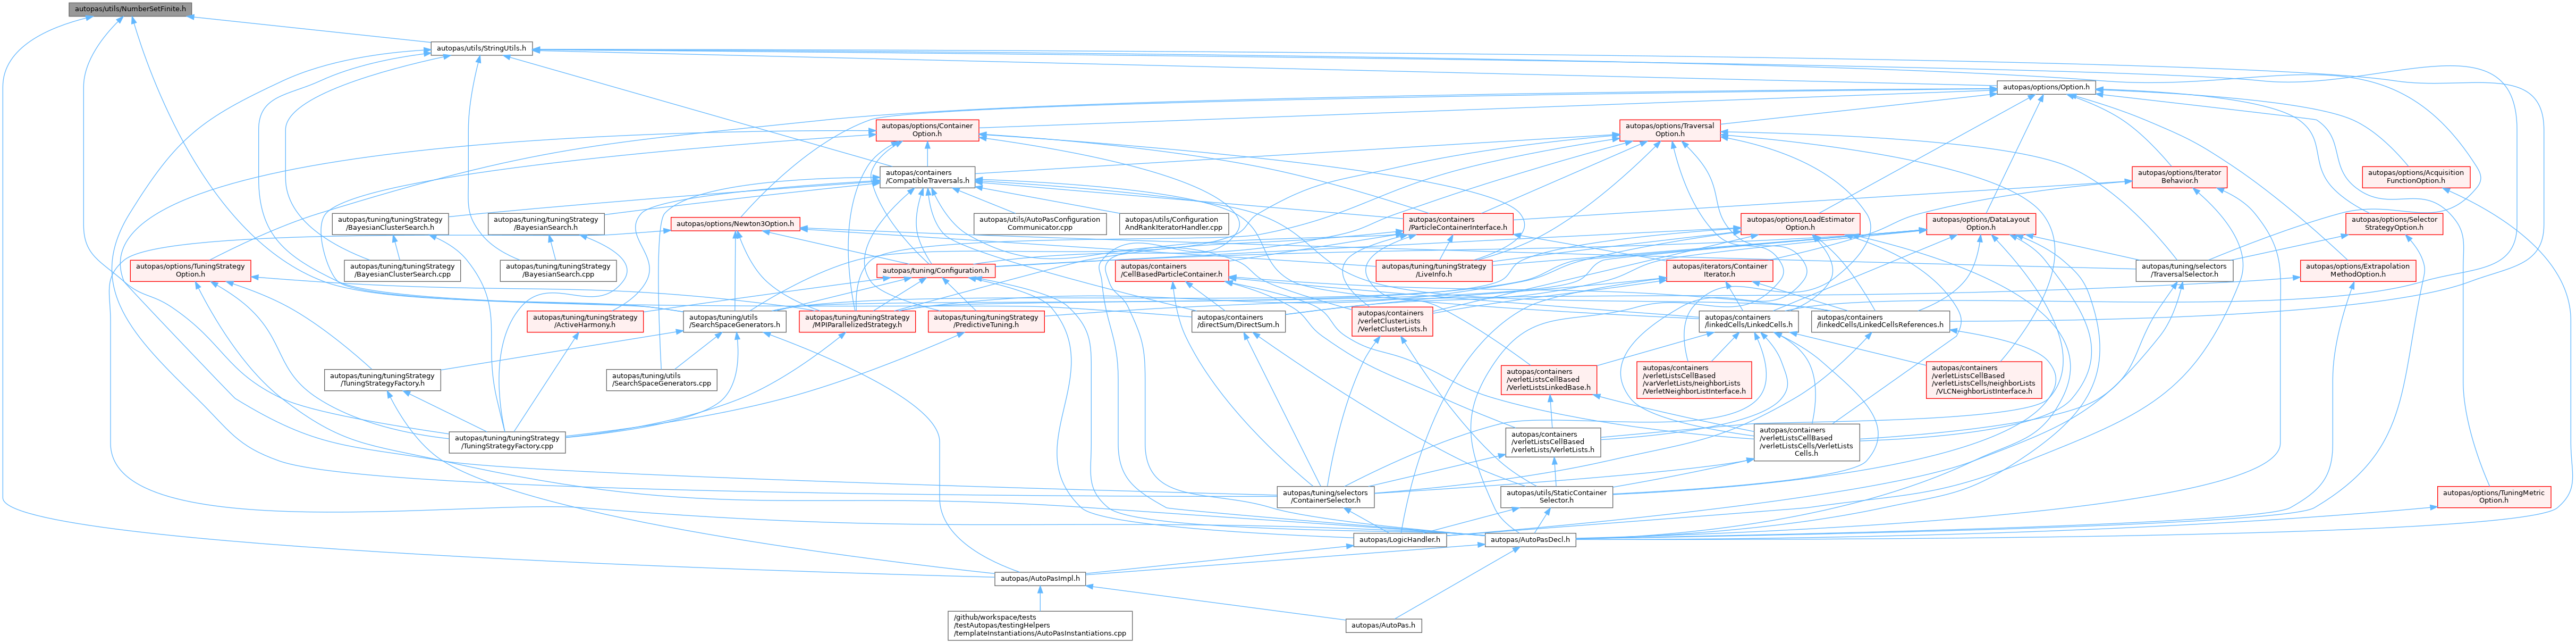 autopas/utils/NumberSetFinite.h
autopas/utils/StringUtils.h
autopas/options/Option.h
autopas/options/Container
Option.h
autopas/options/Traversal
Option.h
autopas/containers
/CompatibleTraversals.h
autopas/options/Iterator
Behavior.h
autopas/options/Acquisition
FunctionOption.h
autopas/tuning/tuningStrategy
/BayesianClusterSearch.h
autopas/tuning/tuningStrategy
/BayesianSearch.h
autopas/options/Newton3Option.h
autopas/utils/AutoPasConfiguration
Communicator.cpp
autopas/utils/Configuration
AndRankIteratorHandler.cpp
autopas/containers
/ParticleContainerInterface.h
autopas/options/LoadEstimator
Option.h
autopas/options/DataLayout
Option.h
autopas/options/Selector
StrategyOption.h
autopas/options/TuningStrategy
Option.h
autopas/tuning/tuningStrategy
/BayesianClusterSearch.cpp
autopas/tuning/tuningStrategy
/BayesianSearch.cpp
autopas/tuning/Configuration.h
autopas/containers
/CellBasedParticleContainer.h
autopas/tuning/tuningStrategy
/LiveInfo.h
autopas/iterators/Container
Iterator.h
autopas/tuning/selectors
/TraversalSelector.h
autopas/options/Extrapolation
MethodOption.h
autopas/tuning/tuningStrategy
/ActiveHarmony.h
autopas/tuning/utils
/SearchSpaceGenerators.h
autopas/tuning/tuningStrategy
/MPIParallelizedStrategy.h
autopas/tuning/tuningStrategy
/PredictiveTuning.h
autopas/containers
/directSum/DirectSum.h
autopas/containers
/verletClusterLists
/VerletClusterLists.h
autopas/containers
/linkedCells/LinkedCells.h
autopas/containers
/linkedCells/LinkedCellsReferences.h
autopas/tuning/tuningStrategy
/TuningStrategyFactory.h
autopas/tuning/utils
/SearchSpaceGenerators.cpp
autopas/containers
/verletListsCellBased
/VerletListsLinkedBase.h
autopas/containers
/verletListsCellBased
/varVerletLists/neighborLists
/VerletNeighborListInterface.h
autopas/containers
/verletListsCellBased
/verletListsCells/neighborLists
/VLCNeighborListInterface.h
autopas/tuning/tuningStrategy
/TuningStrategyFactory.cpp
autopas/containers
/verletListsCellBased
/verletLists/VerletLists.h
autopas/containers
/verletListsCellBased
/verletListsCells/VerletLists
Cells.h
autopas/tuning/selectors
/ContainerSelector.h
autopas/utils/StaticContainer
Selector.h
autopas/options/TuningMetric
Option.h
autopas/LogicHandler.h
autopas/AutoPasDecl.h
autopas/AutoPasImpl.h
/github/workspace/tests
/testAutopas/testingHelpers
/templateInstantiations/AutoPasInstantiations.cpp
autopas/AutoPas.h